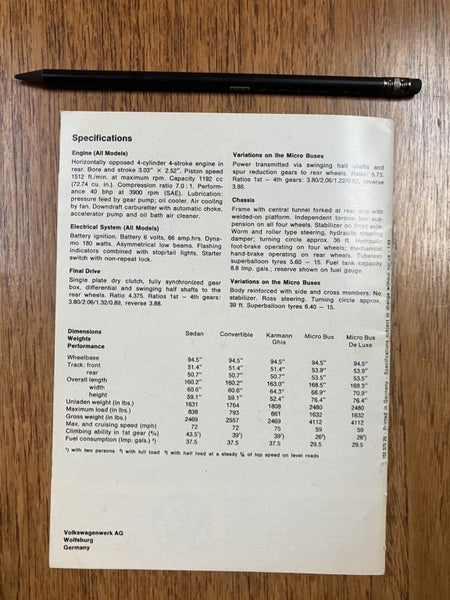 Specifications
Engine (All Models)
Horizontally opposed 4-cylinder 4-stroke engine in
rear. Bore and stroke 3.03" × 2.52". Piston speed
1512 ft./min. at maximum rpm. Capacity 1192 cc
(72.74 cu. in.). Compression ratio 7.0 : 1. Perform-
ance 40 bhp at 3900 rpm (SAE). Lubrication:
pressure feed by gear pump; oil cooler. Air cooling
by fan. Downdraft carburetter with automatic choke,
accelerator pump and oil bath air cleaner.
Electrical System (All Models)
Battery ignition. Battery 6 volts, 66 amp.hrs. Dyna-
mo 180 watts. Asymmetrical low beams. Flashing
indicators combined with stop/tail lights. Starter
switch with non-repeat lock.
Final Drive
Single plate dry clutch, fully synchronized gear
box, differential and swinging half shafts to the
rear wheels. Ratio 4.375. Ratios 1st — 4th gears:
3.80/2.06/1.32/0.89, reverse 3.88.
Variations on the Micro Buses
Power transmitted via swinging half shafts and
spur reduction gears to rear wheels. Ratio: 5.73.
Ratios 1st — 4th gears: 3.80/2.06/1.22/0.82, reverse
3.88.
Chassis
Frame with central tunnel forked at rear and with
welded-on platform. Independent torsion bar sus-
pension on all four wheels. Stabilizer on front axle.
Worm and roller type steering, hydraulic steering
damper; turning circle approx. 36 ft. Hydraulic
foot-brake operating on four wheels; mechanical
hand-brake operating on rear wheels. Tubeless
superballoon tyres 5.60 — 15. Fuel tank capacity
8.8 Imp. gals.; reserve shown on fuel gauge.
Variations on the Micro Buses
Body reinforced with side and cross members. No
stabilizer. Ross steering. Turning circle approx.
39 ft. Superballoon tyres 6.40 — 15.
Dimensions
Weights
Performance
Sedan Convertible Karmann Ghia Micro Bus Micro Bus De Luxe
Wheelbase 94.5" 94.5" 94.5" 94.5" 94.5"
Track: front 51.4" 51.4" 51.4" 53.9" 53.9"
rear 50.7" 50.7" 50.7" 53.5" 53.5"
Overall length 160.2" 160.2" 163.0" 168.5" 169.3"
width 60.6" 60.6" 64.3" 68.9" 70.9"
height 59.1" 59.1" 52.4" 76.4" 76.4"
Unladen weight (in lbs.) 1631 1764 1808 2480 2480
Maximum load (in lbs.) 838 793 661 1632 1632
Gross weight (in lbs.) 2469 2557 2469 4112 4112
Max. and cruising speed (mph) 72 72 75 59 59
Climbing ability in 1st gear (%) 43.5¹) 39¹) 39¹) 26²) 26²)
Fuel consumption (Imp. gals.) ³) 37.5 37.5 37.5 29.5 29.5
¹) with two persons ²) with full load ³) with half load at a steady ¾ of top speed on level roads
Volkswagenwerk AG
Wolfsburg
Germany
Printed in Germany Specifications subject to change